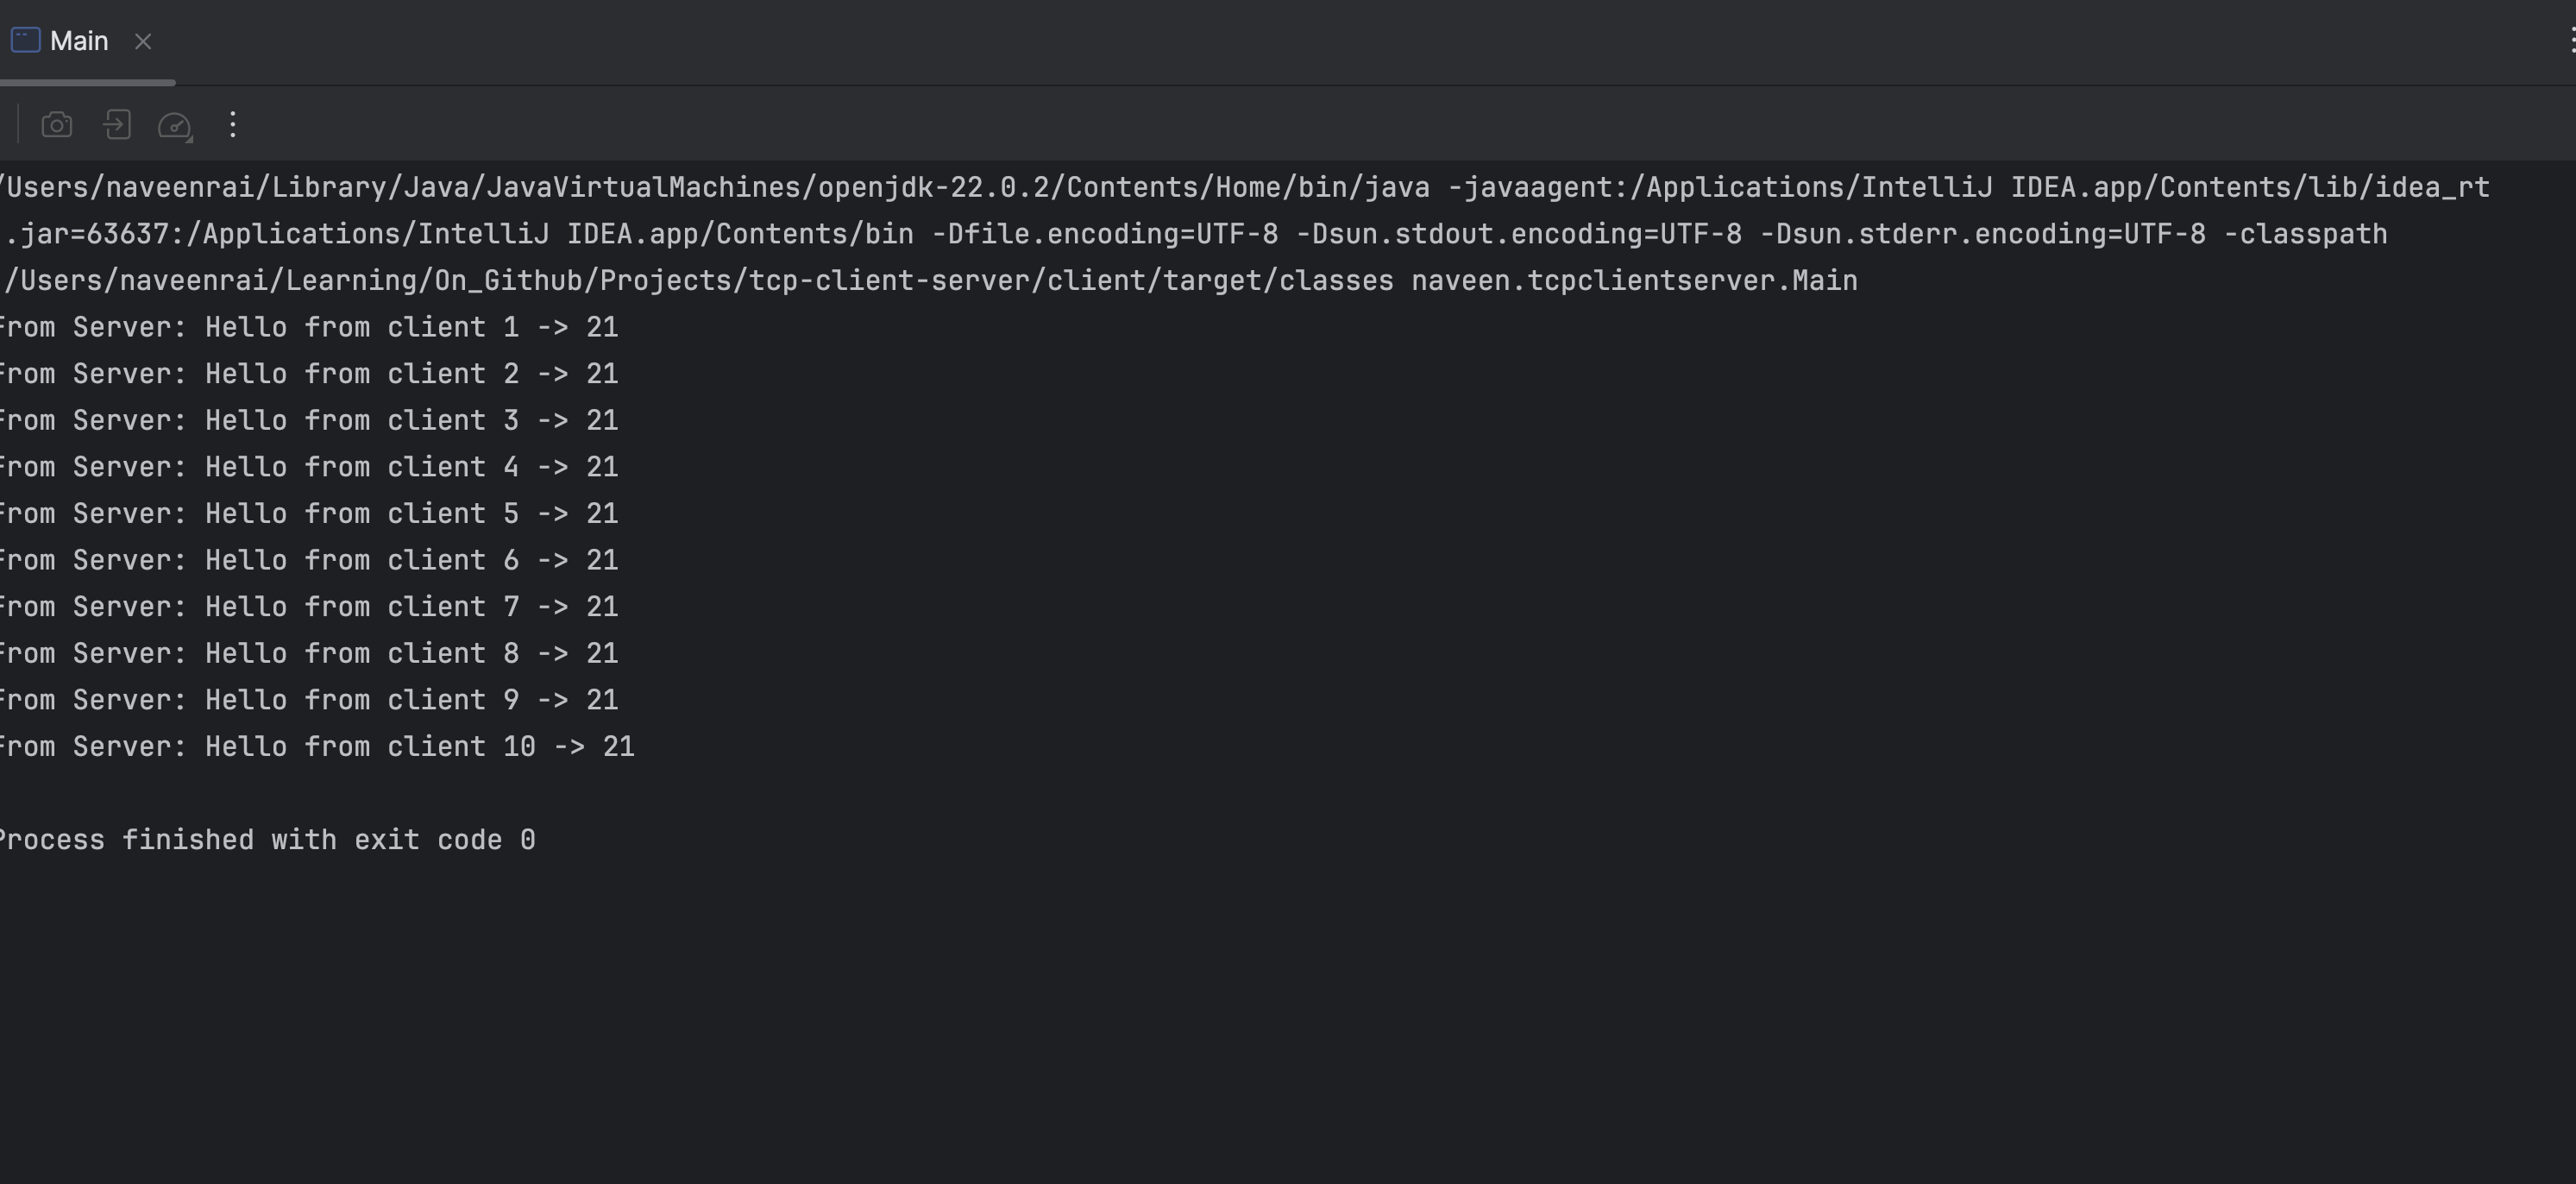 Main
/Users/naveenrai/Library/Java/JavaVirtualMachines/openjdk-22.0.2/Contents/Home/bin/java -javaagent:/Applications/IntelliJ IDEA.app/Contents/lib/idea_rt
.jar=63637:/Applications/IntelliJ IDEA.app/Contents/bin -Dfile.encoding=UTF-8 -Dsun.stdout.encoding=UTF-8 -Dsun.stderr.encoding=UTF-8 -classpath
/Users/naveenrai/Learning/On_Github/Projects/tcp-client-server/client/target/classes naveen.tcpclientserver.Main
From Server: Hello from client 1 -> 21
From Server: Hello from client 2 -> 21
From Server: Hello from client 3 -> 21
From Server: Hello from client 4 -> 21
From Server: Hello from client 5 -> 21
From Server: Hello from client 6 -> 21
From Server: Hello from client 7 -> 21
From Server: Hello from client 8 -> 21
From Server: Hello from client 9 -> 21
From Server: Hello from client 10 -> 21
Process finished with exit code 0